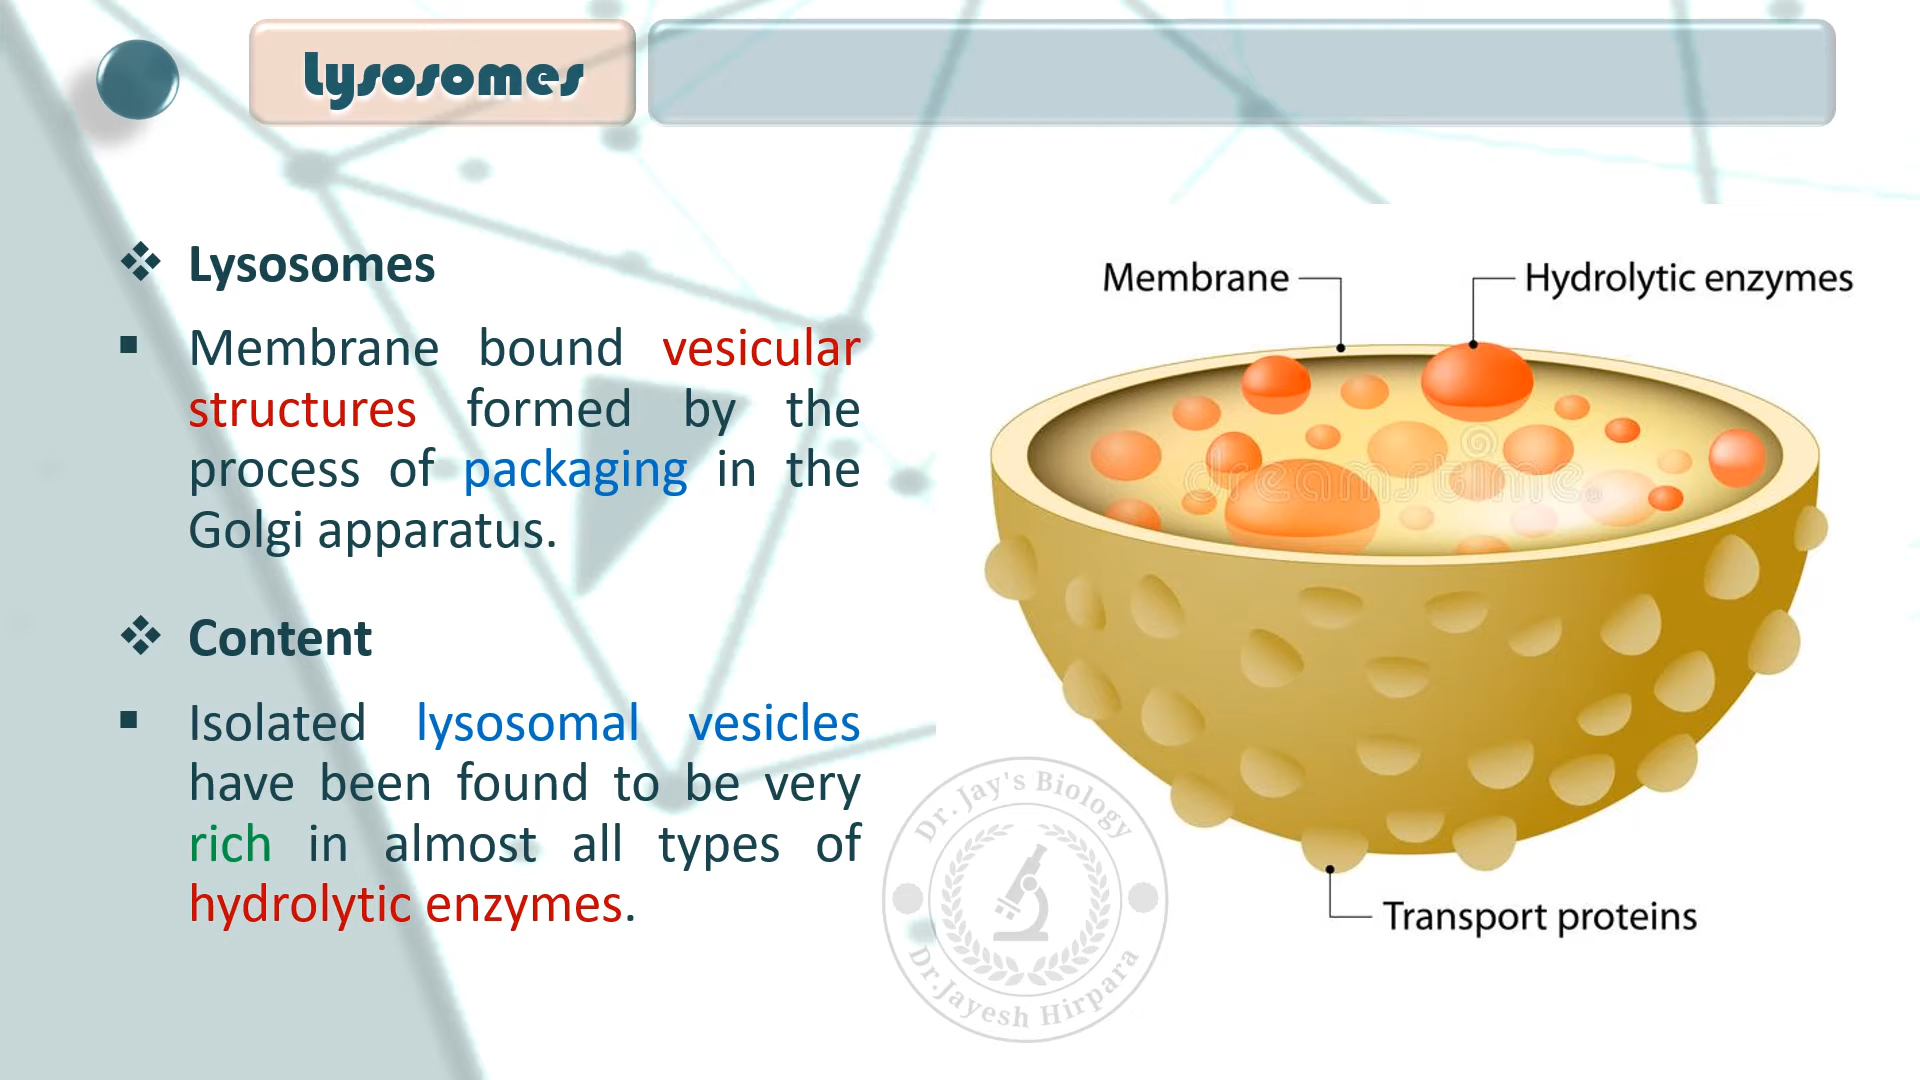 Lysosomes
❖ Lysosomes
▪ Membrane bound vesicular
structures formed by the
process of packaging in the
Golgi apparatus.
❖ Content
▪ Isolated lysosomal vesicles
have been found to be very
rich in almost all types of
hydrolytic enzymes.
Membrane
Hydrolytic enzymes
dreamstime.
Transport proteins
Dr. Jay's Biology
Dr.Jayesh Hirpara